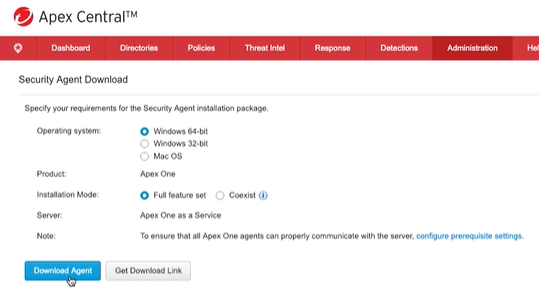 Apex Central™
Dashboard Directories Policies Threat Intel Response Detections Administration
Security Agent Download
Specify your requirements for the Security Agent installation package.
Operating system: Windows 64-bit
Windows 32-bit
Mac OS
Product: Apex One
Installation Mode: Full feature set Coexist
Server: Apex One as a Service
Note: To ensure that all Apex One agents can properly communicate with the server, configure prerequisite settings.
Download Agent Get Download Link